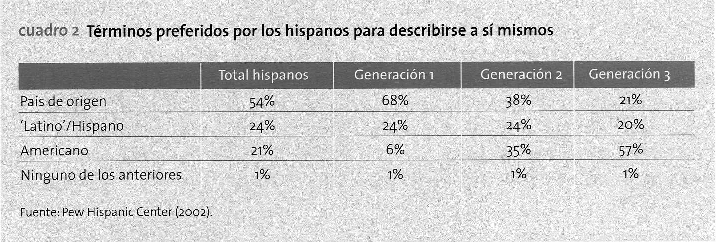 cuadro 2 Términos preferidos por los hispanos para describirse a sí mismos
Total hispanos Generación 1 Generación 2 Generación 3
País de origen 54% 68% 38% 21%
‘Latino’/Hispano 24% 24% 24% 20%
Americano 21% 6% 35% 57%
Ninguno de los anteriores 1% 1% 1% 1%
Fuente: Pew Hispanic Center (2002).